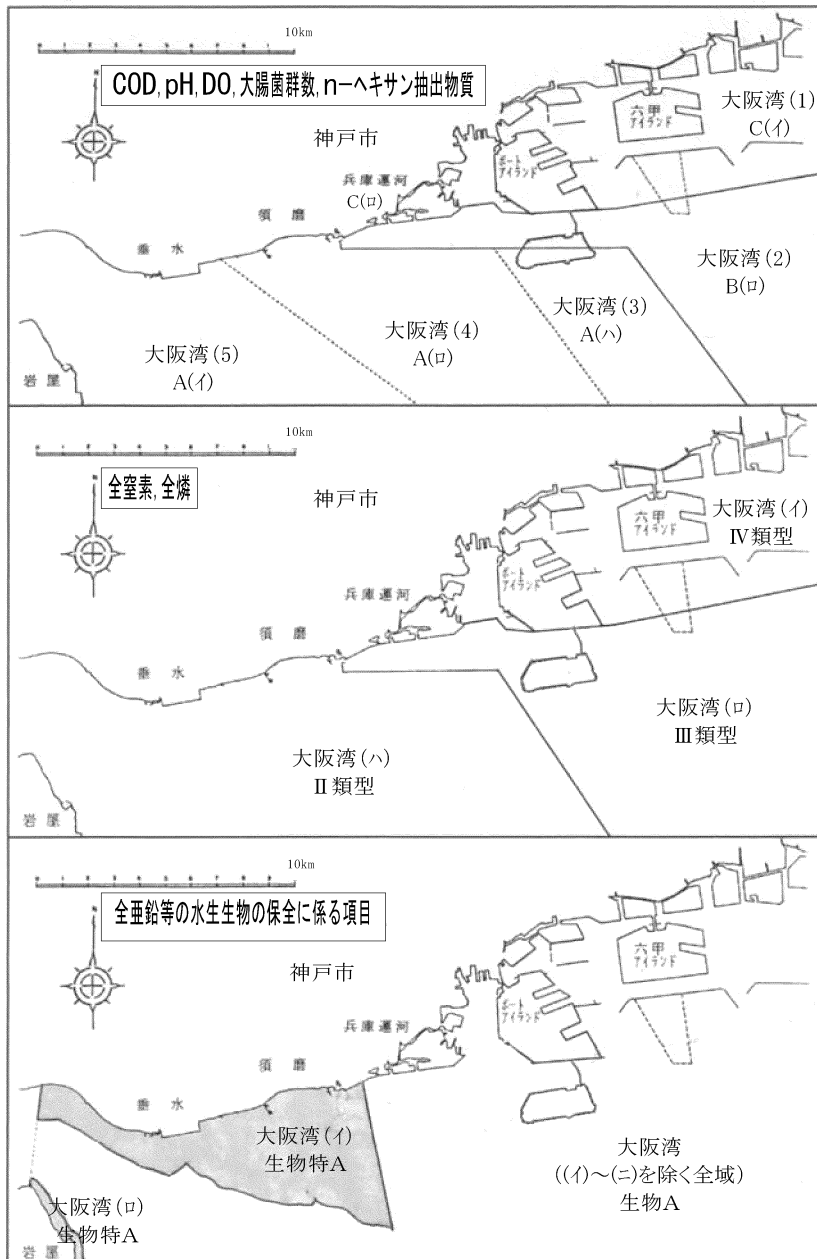 10km
COD, pH, DO, 大腸菌群数, n－ヘキサン抽出物質
神戸市
六甲
アイランド
大阪湾(1)
C(イ)
ポート
アイランド
兵庫運河
C(ロ)
須磨
垂水
大阪湾(2)
B(ロ)
大阪湾(3)
A(ハ)
大阪湾(4)
A(ロ)
大阪湾(5)
A(イ)
岩屋
10km
全窒素, 全燐
神戸市
六甲
アイランド
大阪湾(イ)
Ⅳ類型
ポート
アイランド
兵庫運河
須磨
垂水
大阪湾(ロ)
Ⅲ類型
大阪湾(ハ)
Ⅱ類型
岩屋
10km
全亜鉛等の水生生物の保全に係る項目
神戸市
六甲
アイランド
ポート
アイランド
兵庫運河
須磨
垂水
大阪湾(イ)
生物特A
大阪湾
((イ)～(ニ)を除く全域)
生物A
大阪湾(ロ)
生物特A
岩屋